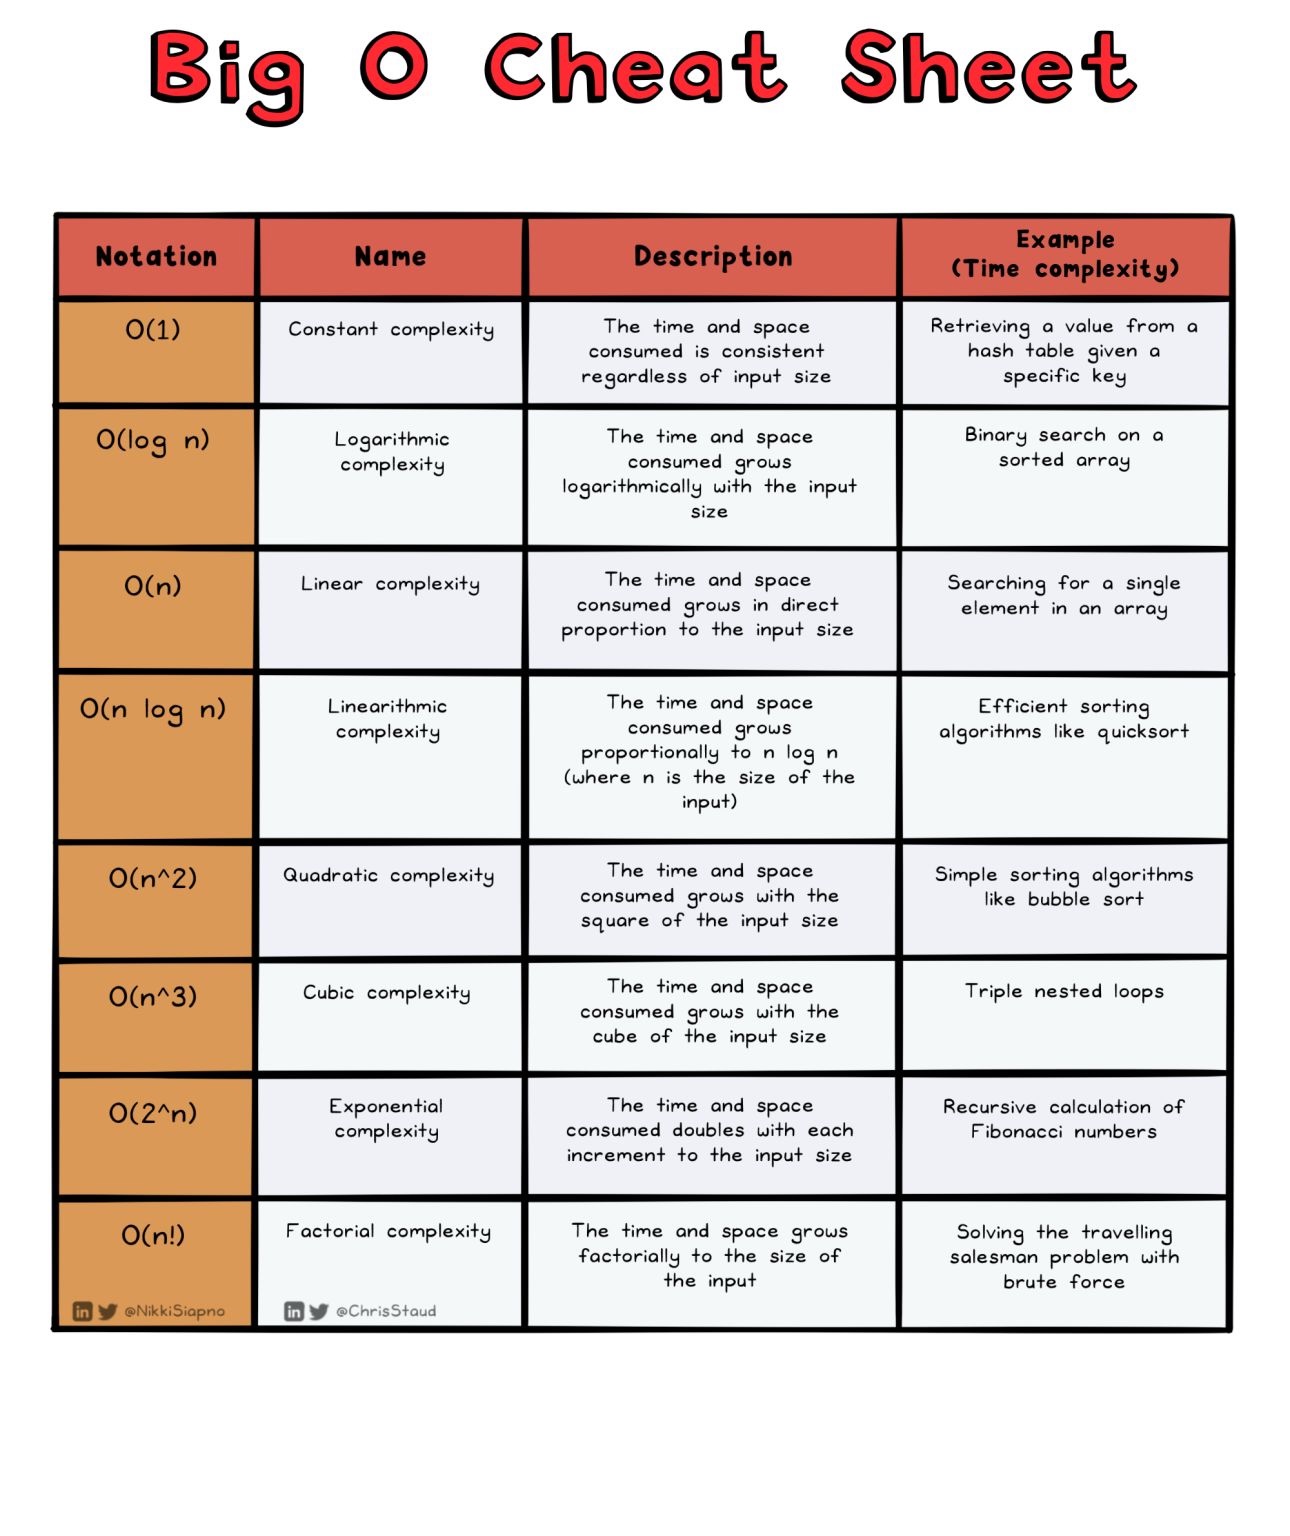 Big O Cheat Sheet
Notation
Name
Description
Example
(Time complexity)
O(1)
Constant complexity
The time and space
consumed is consistent
regardless of input size
Retrieving a value from a
hash table given a
specific key
O(log n)
Logarithmic
complexity
The time and space
consumed grows
logarithmically with the input
size
Binary search on a
sorted array
O(n)
Linear complexity
The time and space
consumed grows in direct
proportion to the input size
Searching for a single
element in an array
O(n log n)
Linearithmic
complexity
The time and space
consumed grows
proportionally to n log n
(where n is the size of the
input)
Efficient sorting
algorithms like quicksort
O(n^2)
Quadratic complexity
The time and space
consumed grows with the
square of the input size
Simple sorting algorithms
like bubble sort
O(n^3)
Cubic complexity
The time and space
consumed grows with the
cube of the input size
Triple nested loops
O(2^n)
Exponential
complexity
The time and space
consumed doubles with each
increment to the input size
Recursive calculation of
Fibonacci numbers
O(n!)
Factorial complexity
The time and space grows
factorially to the size of
the input
Solving the travelling
salesman problem with
brute force
in @NikkiSiapno
in @ChrisStaud